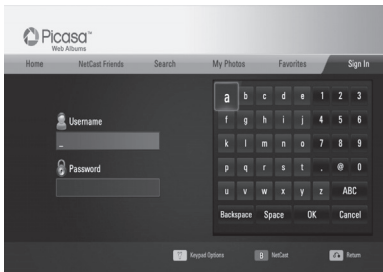 Picasa™
Web Albums
Home NetCast Friends Search My Photos Favorites Sign In
a b c d e 1 2 3
Username f g h i j 4 5 6
_ k l m n o 7 8 9
Password p q r s t . @ 0
u v w x y z ABC
Backspace Space OK Cancel
Keypad Options B NetCast Return